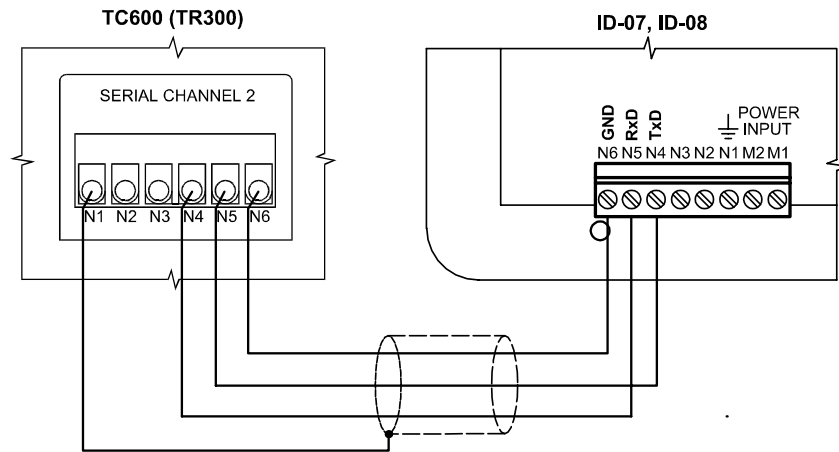 TC600 (TR300)
SERIAL CHANNEL 2
N1 N2 N3 N4 N5 N6
ID-07, ID-08
GND RxD TxD
POWER
INPUT
N6 N5 N4 N3 N2 N1 M2 M1